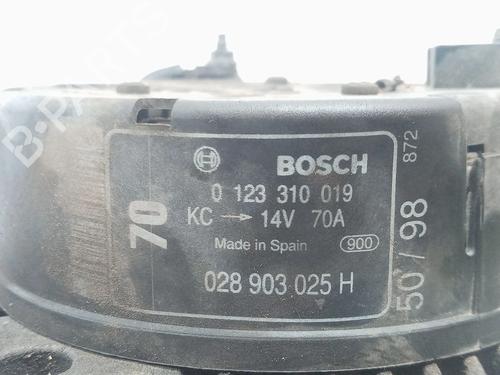 BOSCH
0 123 310 019
KC → 14V 70A
Made in Spain 900
028 903 025 H
70
50 / 98
872
B-PARTS